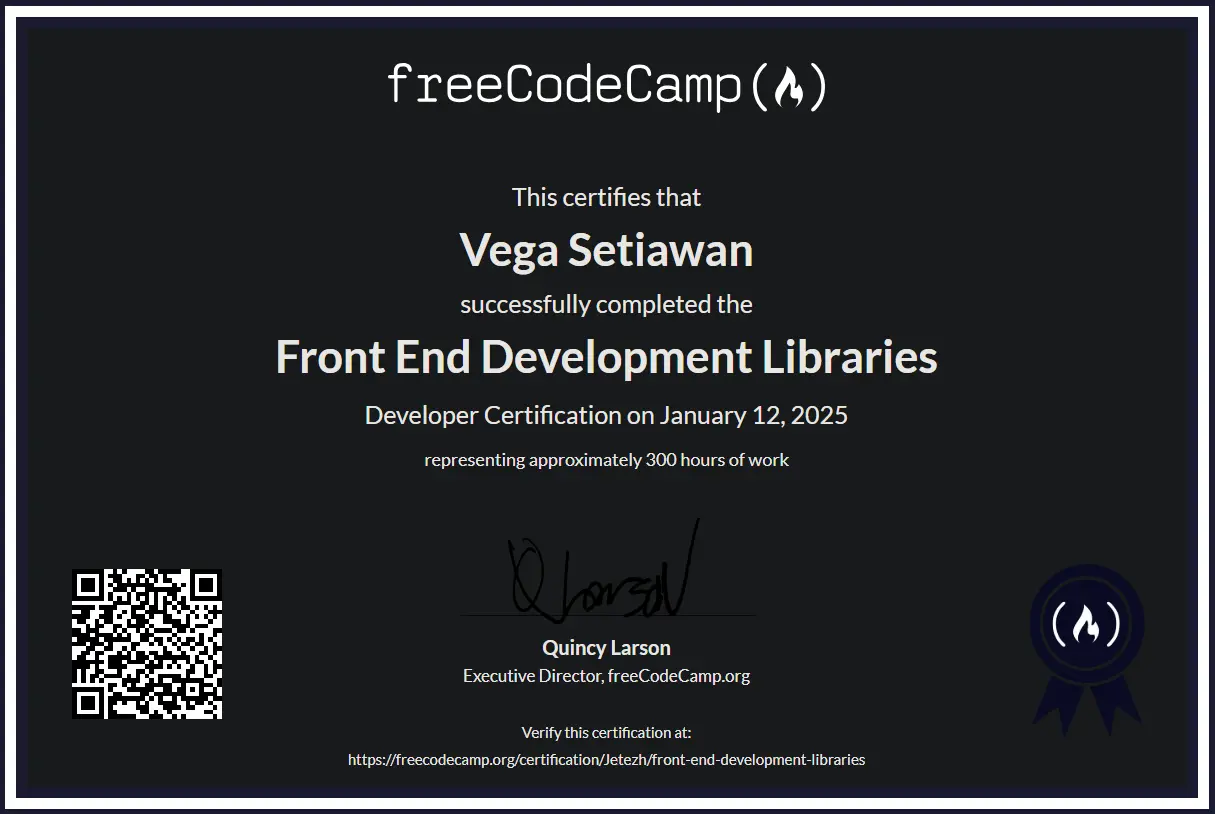 freeCodeCamp
This certifies that
Vega Setiawan
successfully completed the
Front End Development Libraries
Developer Certification on January 12, 2025
representing approximately 300 hours of work
Q Larson
Quincy Larson
Executive Director, freeCodeCamp.org
Verify this certification at:
https://freecodecamp.org/certification/Jetezh/front-end-development-libraries